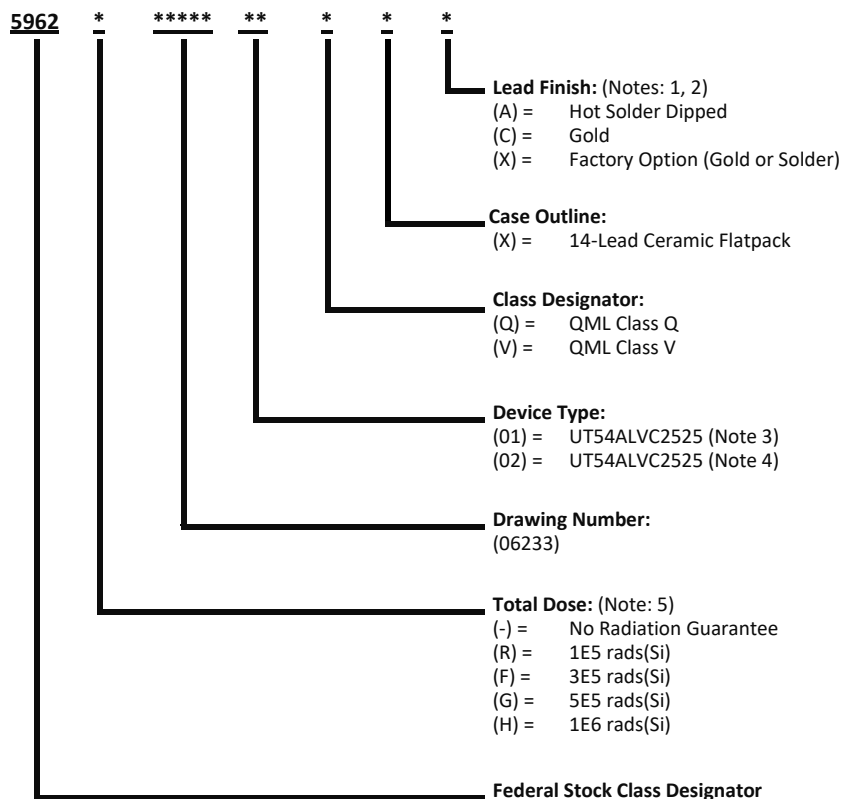 5962 * ***** ** * * *
Lead Finish: (Notes: 1, 2)
(A) = Hot Solder Dipped
(C) = Gold
(X) = Factory Option (Gold or Solder)
Case Outline:
(X) = 14-Lead Ceramic Flatpack
Class Designator:
(Q) = QML Class Q
(V) = QML Class V
Device Type:
(01) = UT54ALVC2525 (Note 3)
(02) = UT54ALVC2525 (Note 4)
Drawing Number:
(06233)
Total Dose: (Note: 5)
(-) = No Radiation Guarantee
(R) = 1E5 rads(Si)
(F) = 3E5 rads(Si)
(G) = 5E5 rads(Si)
(H) = 1E6 rads(Si)
Federal Stock Class Designator